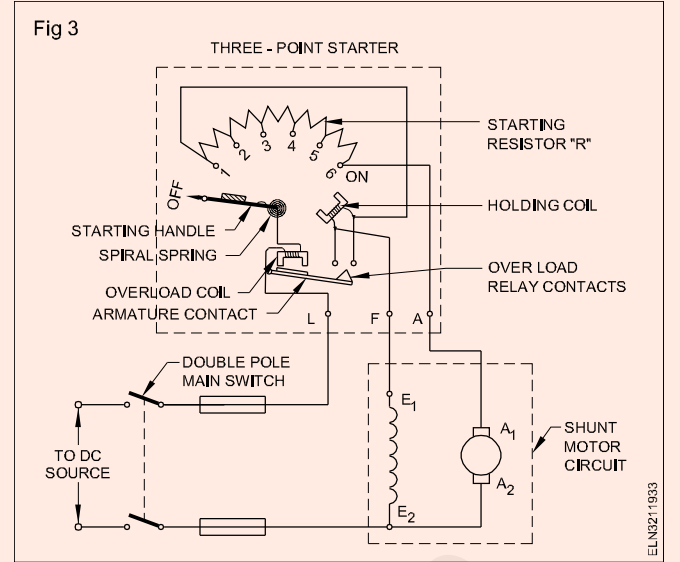 Fig 3
THREE - POINT STARTER
STARTING
RESISTOR "R"
1
2
3
4
5
6
ON
OFF
HOLDING COIL
STARTING HANDLE
SPIRAL SPRING
OVERLOAD COIL
ARMATURE CONTACT
OVER LOAD
RELAY CONTACTS
L
F
A
DOUBLE POLE
MAIN SWITCH
TO DC
SOURCE
E1
E2
A1
A2
SHUNT
MOTOR
CIRCUIT
ELN3211933